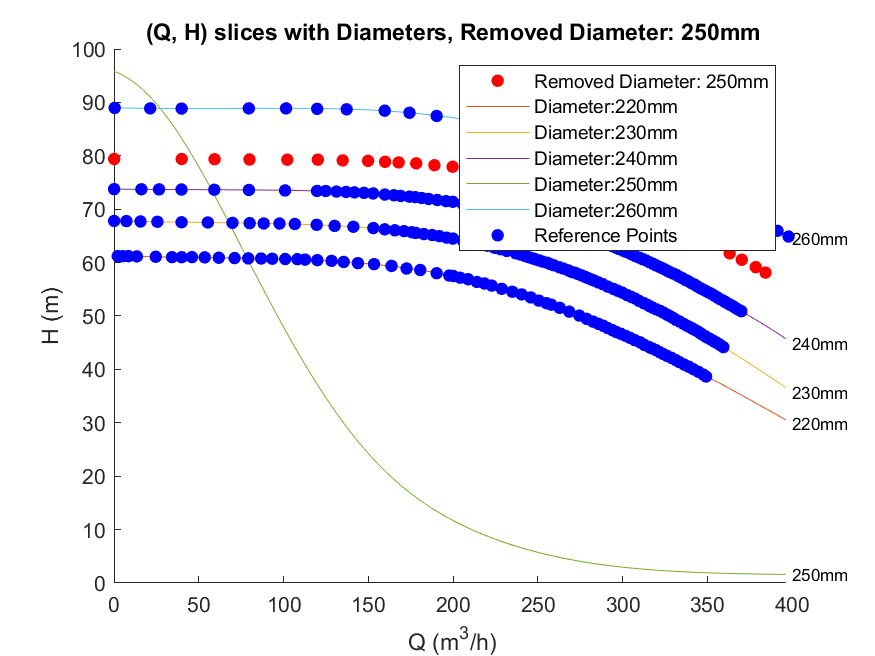 (Q, H) slices with Diameters, Removed Diameter: 250mm
100
90
80
70
60
50
40
30
20
10
0
H (m)
Removed Diameter: 250mm
Diameter:220mm
Diameter:230mm
Diameter:240mm
Diameter:250mm
Diameter:260mm
Reference Points
260mm
240mm
230mm
220mm
250mm
0 50 100 150 200 250 300 350 400
Q (m³/h)